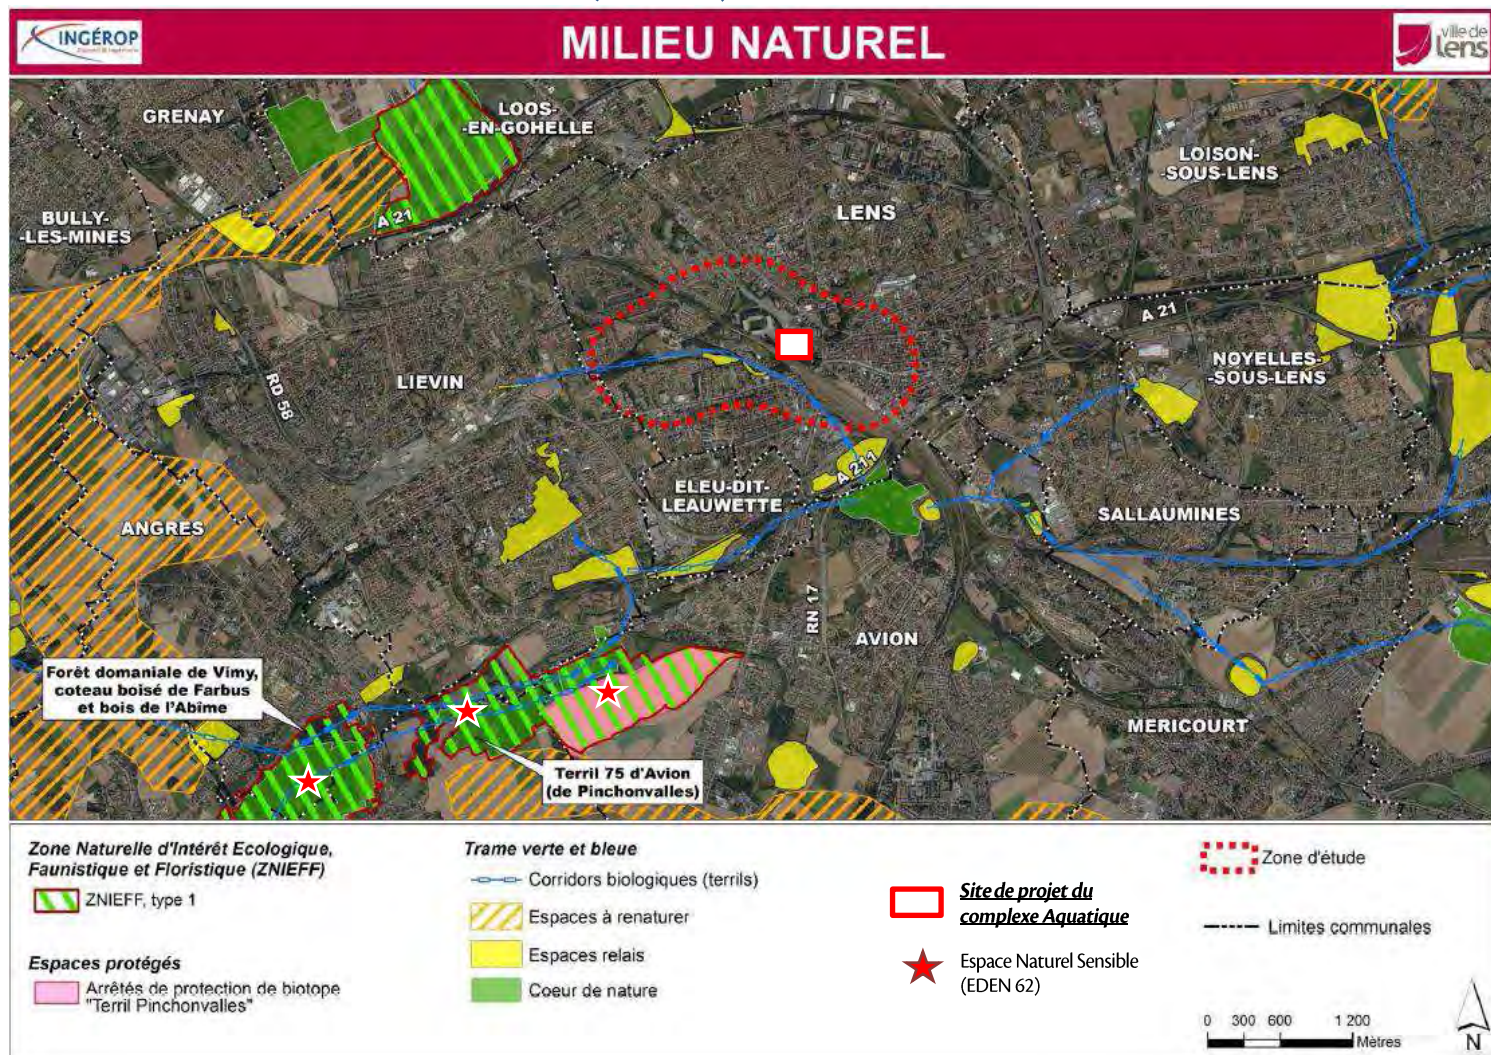 INGÉROP
MILIEU NATUREL
ville de
lens
GRENAY
LOOS-
-EN-GOHELLE
LOISON-
-SOUS-LENS
BULLY-
-LES-MINES
A 21
LENS
A 21
RD 58
LIEVIN
NOYELLES-
-SOUS-LENS
ELEU-DIT-
LEAUWETTE
A 211
ANGRES
SALLAUMINES
RN 17
AVION
Forêt domaniale de Vimy,
coteau boisé de Farbus
et bois de l'Abîme
MERICOURT
Terril 75 d'Avion
(de Pinchonvalles)
Zone Naturelle d'Intérêt Ecologique,
Faunistique et Floristique (ZNIEFF)
ZNIEFF, type 1
Espaces protégés
Arrêtés de protection de biotope
"Terril Pinchonvalles"
Trame verte et bleue
Corridors biologiques (terrils)
Espaces à renaturer
Espaces relais
Coeur de nature
Site de projet du
complexe Aquatique
Espace Naturel Sensible
(EDEN 62)
Zone d'étude
Limites communales
0 300 600 1 200
Mètres
N